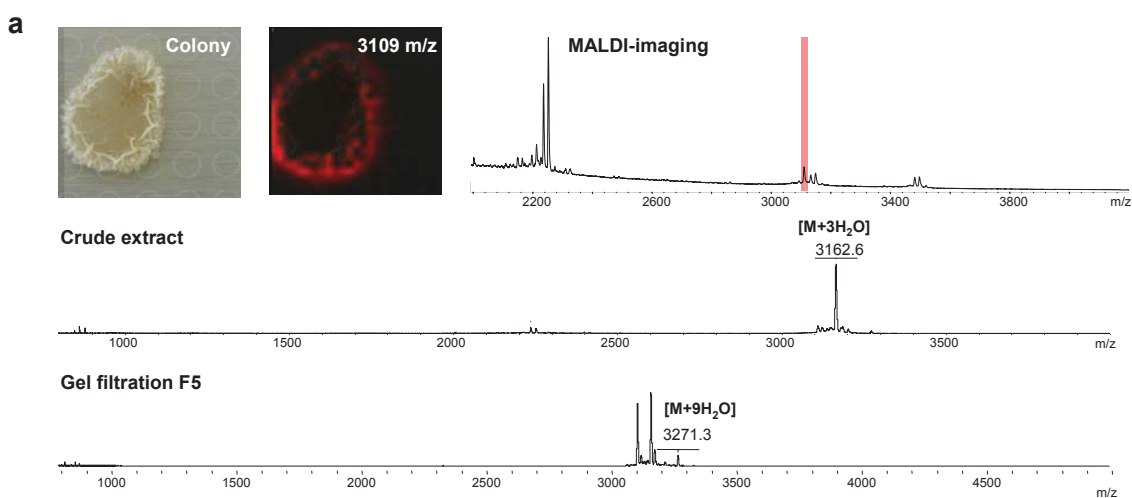 a
Colony
3109 m/z
MALDI-imaging
2200 2600 3000 3400 3800 m/z
Crude extract
[M+3H₂O]
3162.6
1000 1500 2000 2500 3000 3500 m/z
Gel filtration F5
[M+9H₂O]
3271.3
1000 1500 2000 2500 3000 3500 4000 4500 m/z